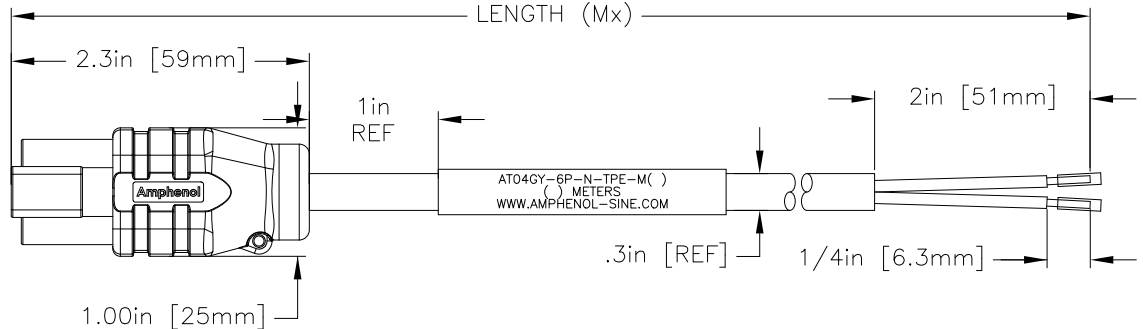 LENGTH (Mx)
2.3in [59mm]
1in
REF
2in [51mm]
Amphenol
AT04GY-6P-N-TPE-M( )
( ) METERS
WWW.AMPHENOL-SINE.COM
.3in [REF]
1/4in [6.3mm]
1.00in [25mm]